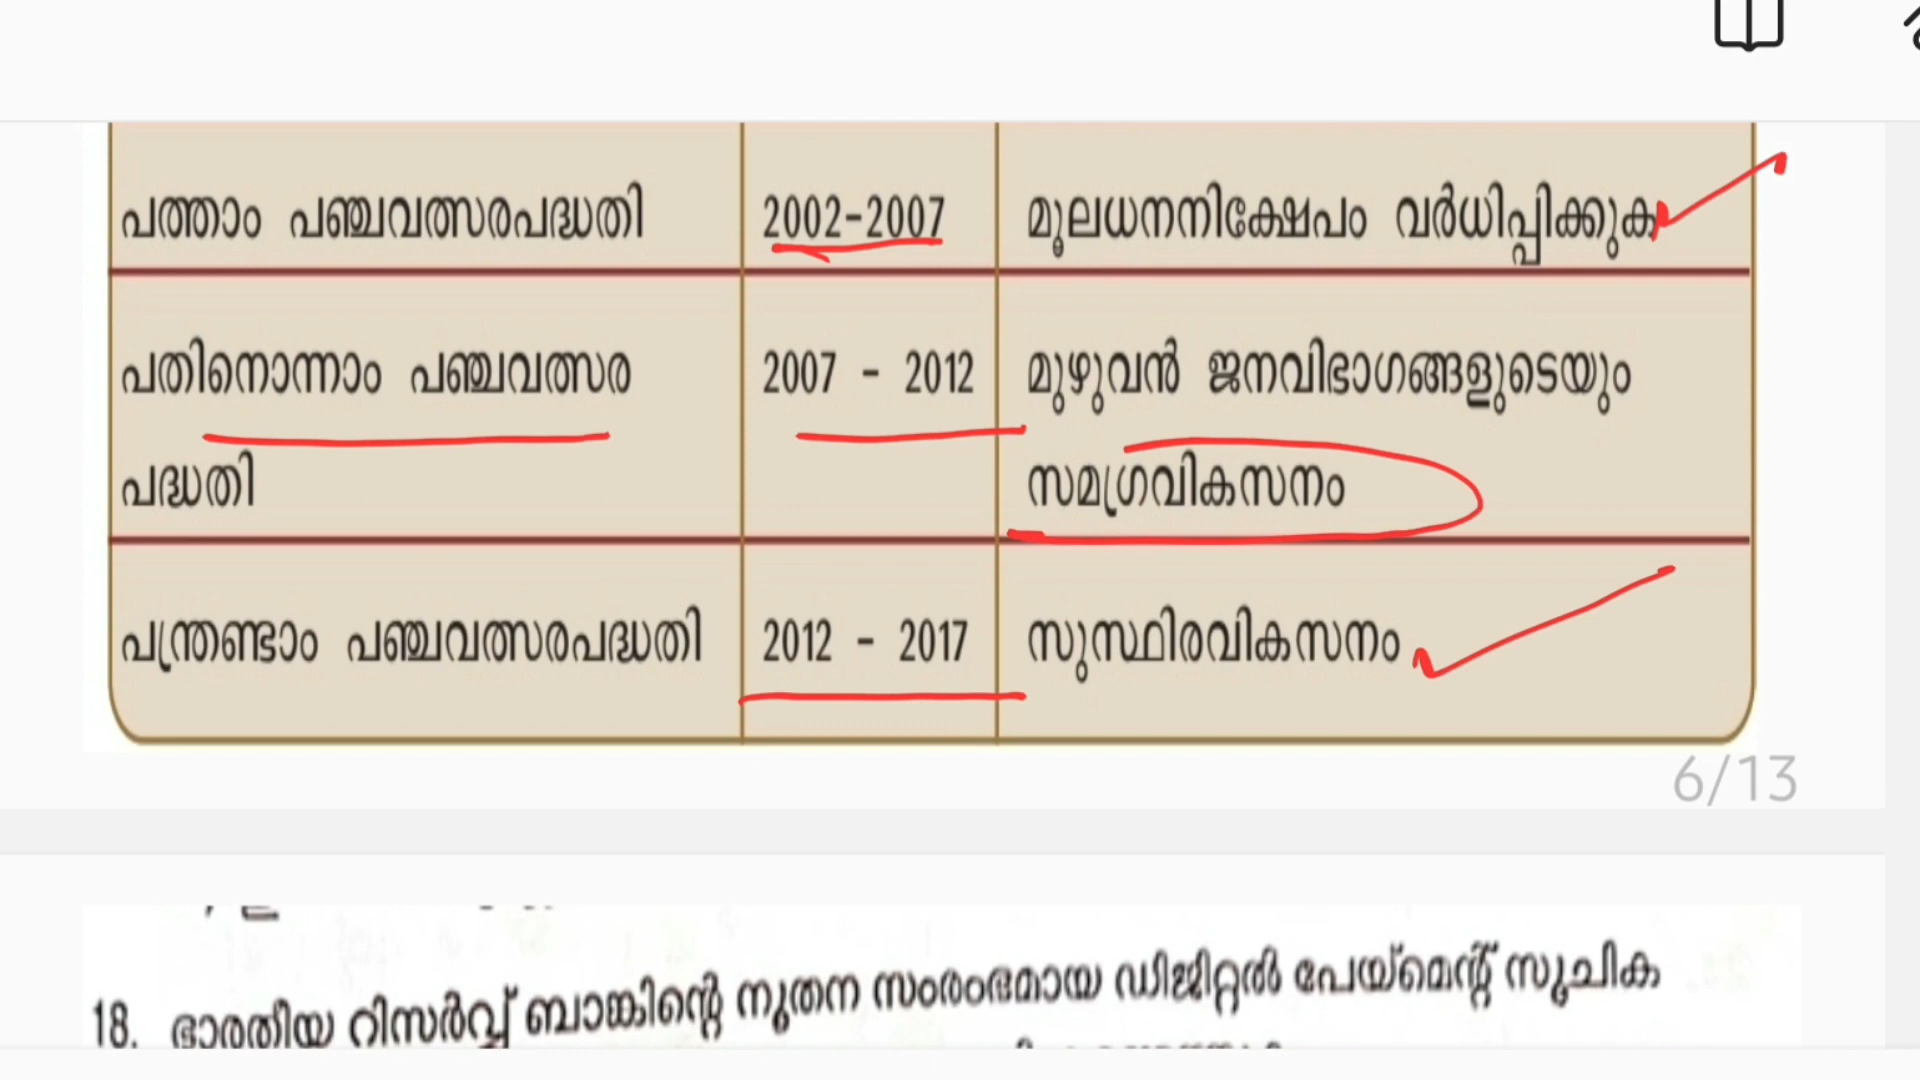 പത്താം പഞ്ചവത്സരപദ്ധതി 2002-2007 മൂലധനനിക്ഷേപം വർധിപ്പിക്കുക
പതിനൊന്നാം പഞ്ചവത്സര 2007 - 2012 മുഴുവൻ ജനവിഭാഗങ്ങളുടെയും
പദ്ധതി സമഗ്രവികസനം
പന്ത്രണ്ടാം പഞ്ചവത്സരപദ്ധതി 2012 - 2017 സുസ്ഥിരവികസനം
6/13
18. ഭാരതീയ റിസർവ്വ് ബാങ്കിന്റെ നൂതന സംരംഭമായ ഡിജിറ്റൽ പേയ്മെന്റ് സൂചിക